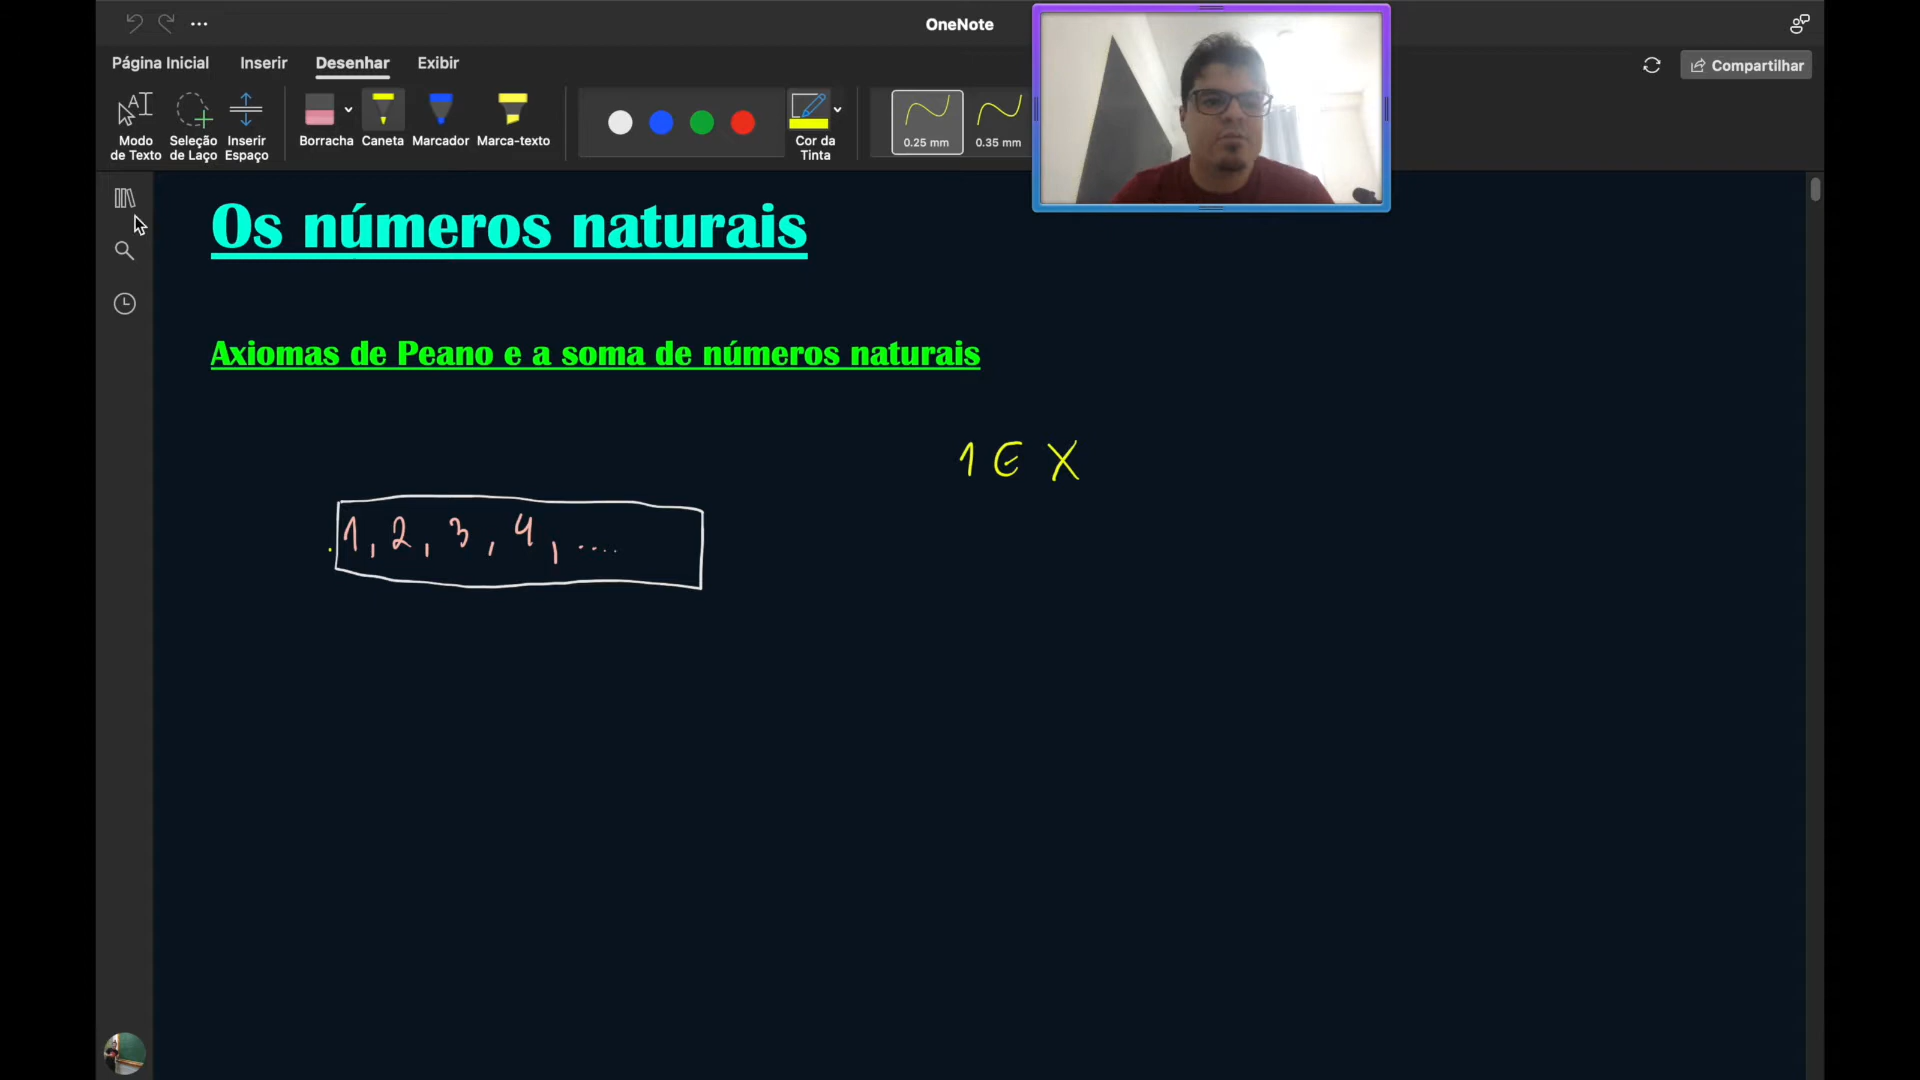 OneNote
Página Inicial Inserir Desenhar Exibir
Compartilhar
Modo de Texto
Seleção de Laço
Inserir Espaço
Borracha
Caneta
Marcador
Marca-texto
Cor da Tinta
0.25 mm
0.35 mm
Os números naturais
Axiomas de Peano e a soma de números naturais
1 ∈ X
1, 2, 3, 4, ....